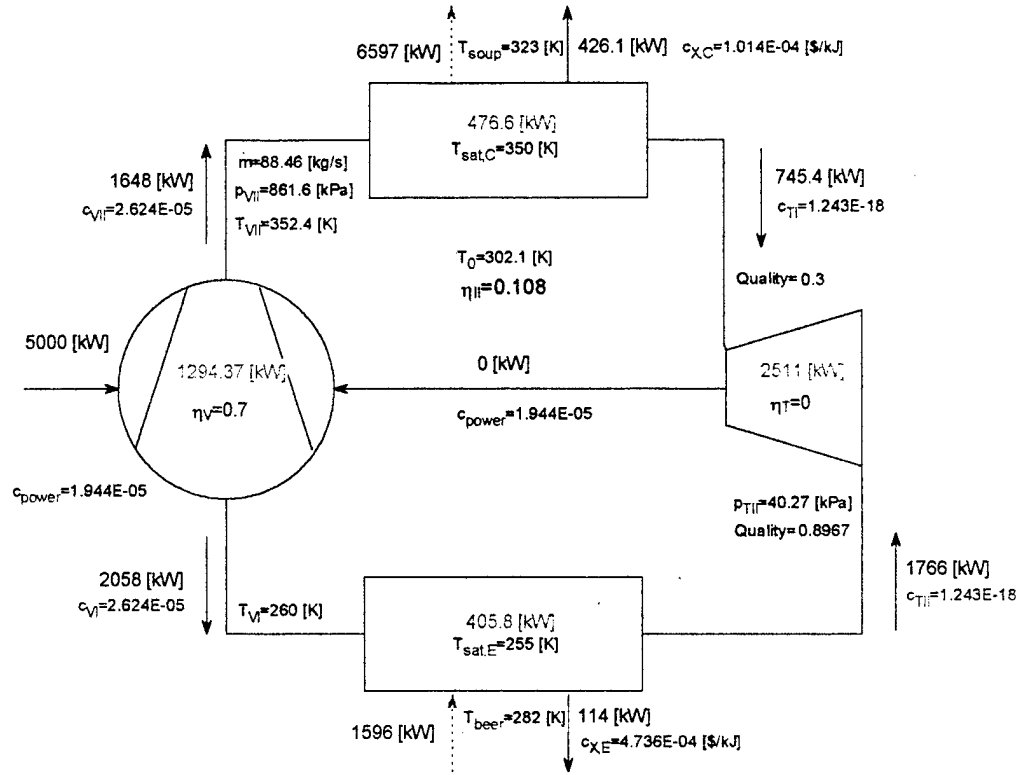 6597 [kW]
T_soup=323 [K]
426.1 [kW]
c_X,C=1.014E-04 [$/kJ]
476.6 [kW]
T_sat,C=350 [K]
1648 [kW]
c_VII=2.624E-05
ṁ=88.46 [kg/s]
p_VII=861.6 [kPa]
T_VII=352.4 [K]
745.4 [kW]
c_TI=1.243E-18
T_0=302.1 [K]
η_II=0.108
Quality=0.3
5000 [kW]
1294.37 [kW]
η_V=0.7
0 [kW]
c_power=1.944E-05
2511 [kW]
η_T=0
c_power=1.944E-05
p_TII=40.27 [kPa]
Quality=0.8967
2058 [kW]
c_VI=2.624E-05
T_VI=260 [K]
405.8 [kW]
T_sat,E=255 [K]
1766 [kW]
c_TII=1.243E-18
1596 [kW]
T_beer=282 [K]
114 [kW]
c_X,E=4.736E-04 [$/kJ]